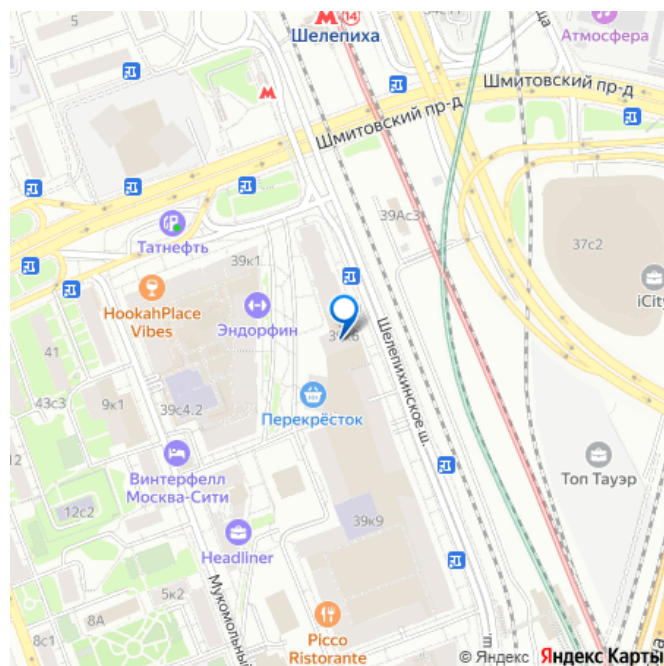 5
14
Шелепиха
Атмосфера
Шмитовский пр-д
Шмитовский пр-д
39Ас3
37с2
Татнефть
39к1
iCity
HookahPlace
Vibes
Эндорфин
Шелепихинское ш.
41
43с3
9к1
39с4.2
Перекрёсток
12
Винтерфелл
Москва-Сити
Топ Тауэр
12с2
39к9
Headliner
Мукомольный
5к2
8А
8с1
Picco
Ristorante
ш.
© Яндекс Яндекс Карты